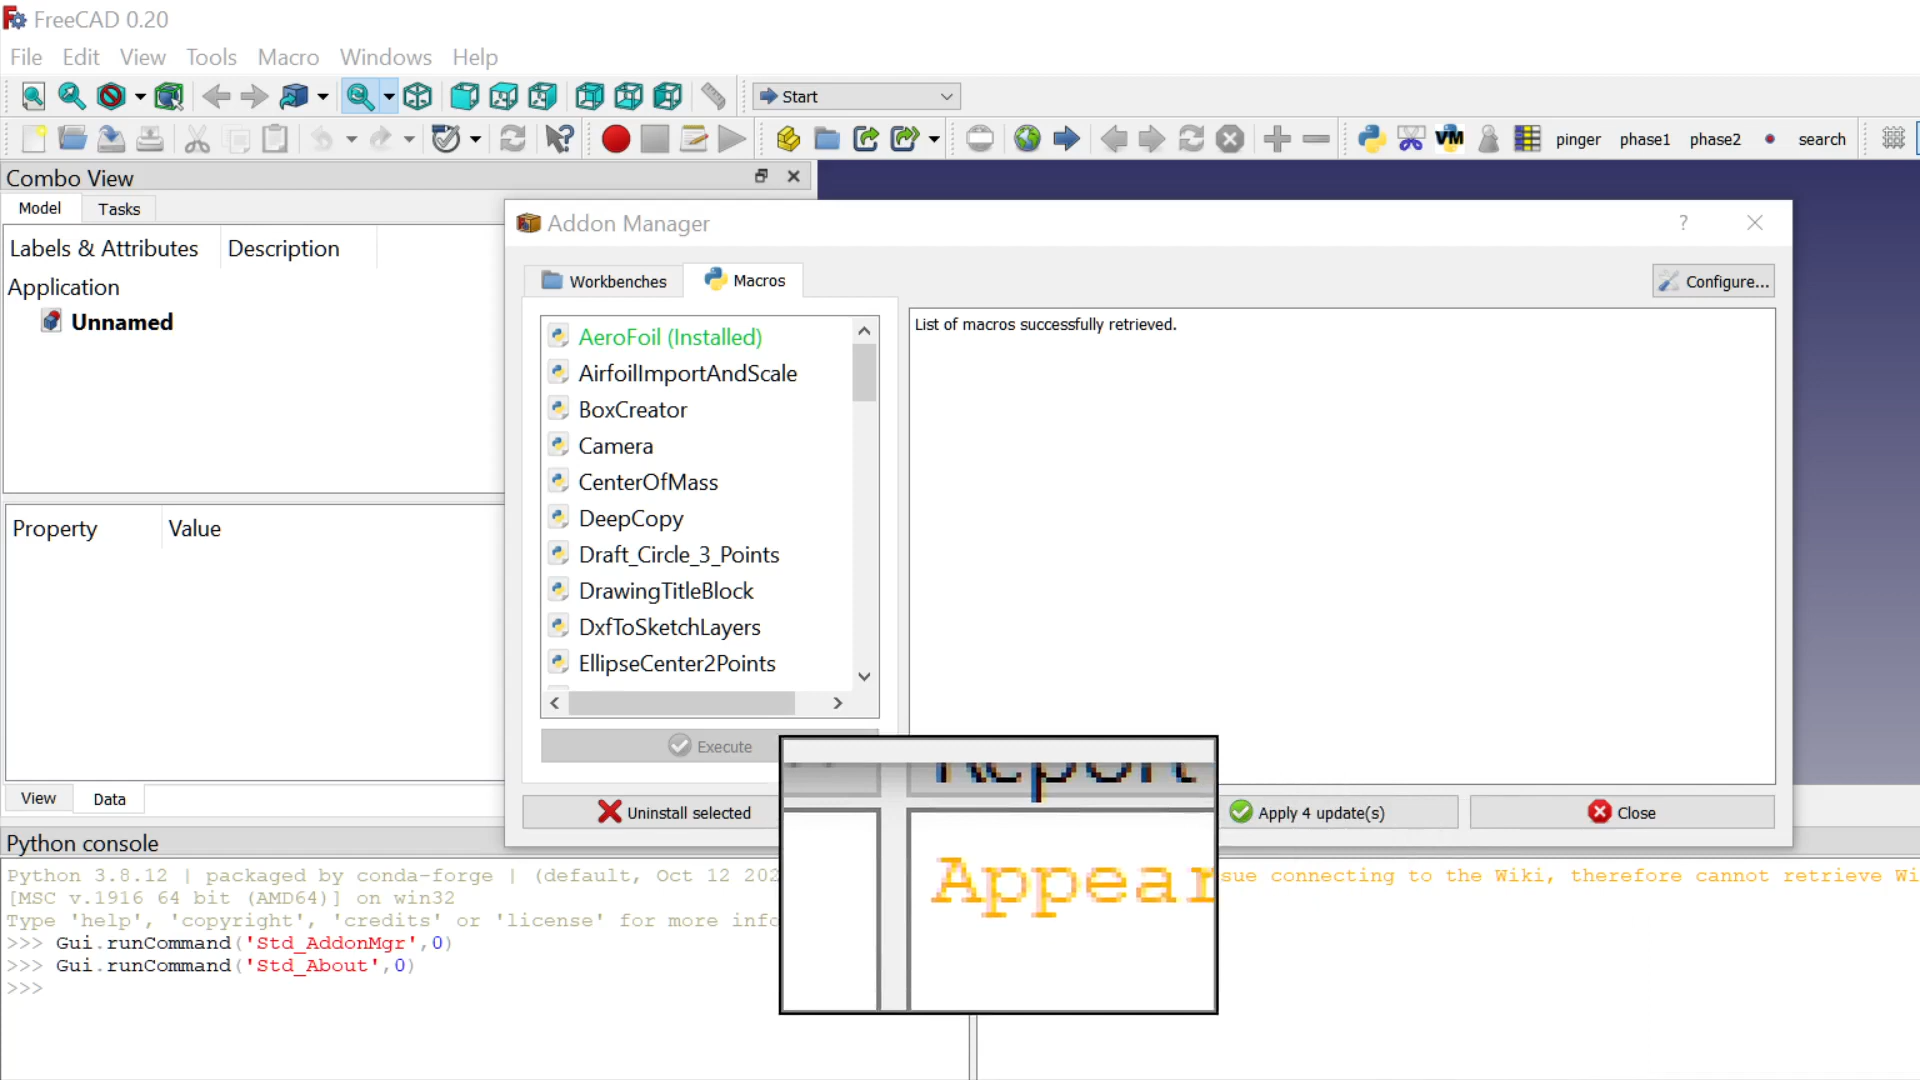 FreeCAD 0.20
File Edit View Tools Macro Windows Help
Start
VM pinger phase1 phase2 search
Combo View
Model Tasks
Labels & Attributes Description
Application
Unnamed
Property Value
View Data
Addon Manager ?
Workbenches Macros Configure...
AeroFoil (Installed)
AirfoilImportAndScale
BoxCreator
Camera
CenterOfMass
DeepCopy
Draft_Circle_3_Points
DrawingTitleBlock
DxfToSketchLayers
EllipseCenter2Points
List of macros successfully retrieved.
Execute
Uninstall selected Apply 4 update(s) Close
Report
Appear
sue connecting to the Wiki, therefore cannot retrieve Wi
Python console
Python 3.8.12 | packaged by conda-forge | (default, Oct 12 202
[MSC v.1916 64 bit (AMD64)] on win32
Type 'help', 'copyright', 'credits' or 'license' for more info
>>> Gui.runCommand('Std_AddonMgr',0)
>>> Gui.runCommand('Std_About',0)
>>>